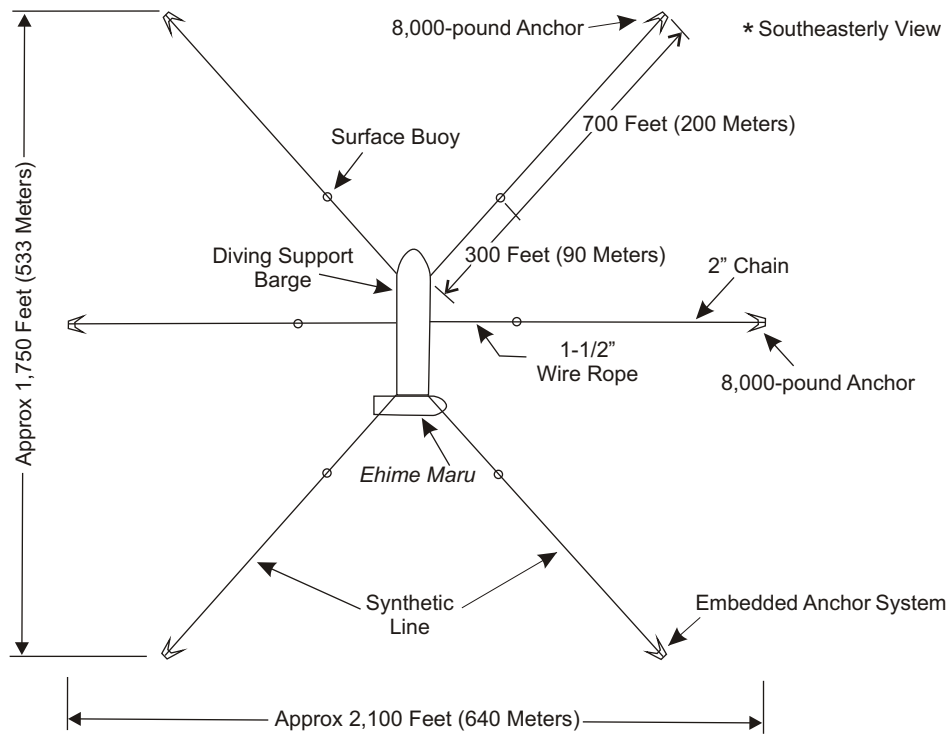 8,000-pound Anchor
* Southeasterly View
700 Feet (200 Meters)
Surface Buoy
Approx 1,750 Feet (533 Meters)
Diving Support
Barge
300 Feet (90 Meters)
2” Chain
1-1/2”
Wire Rope
8,000-pound Anchor
Ehime Maru
Synthetic
Line
Embedded Anchor System
Approx 2,100 Feet (640 Meters)